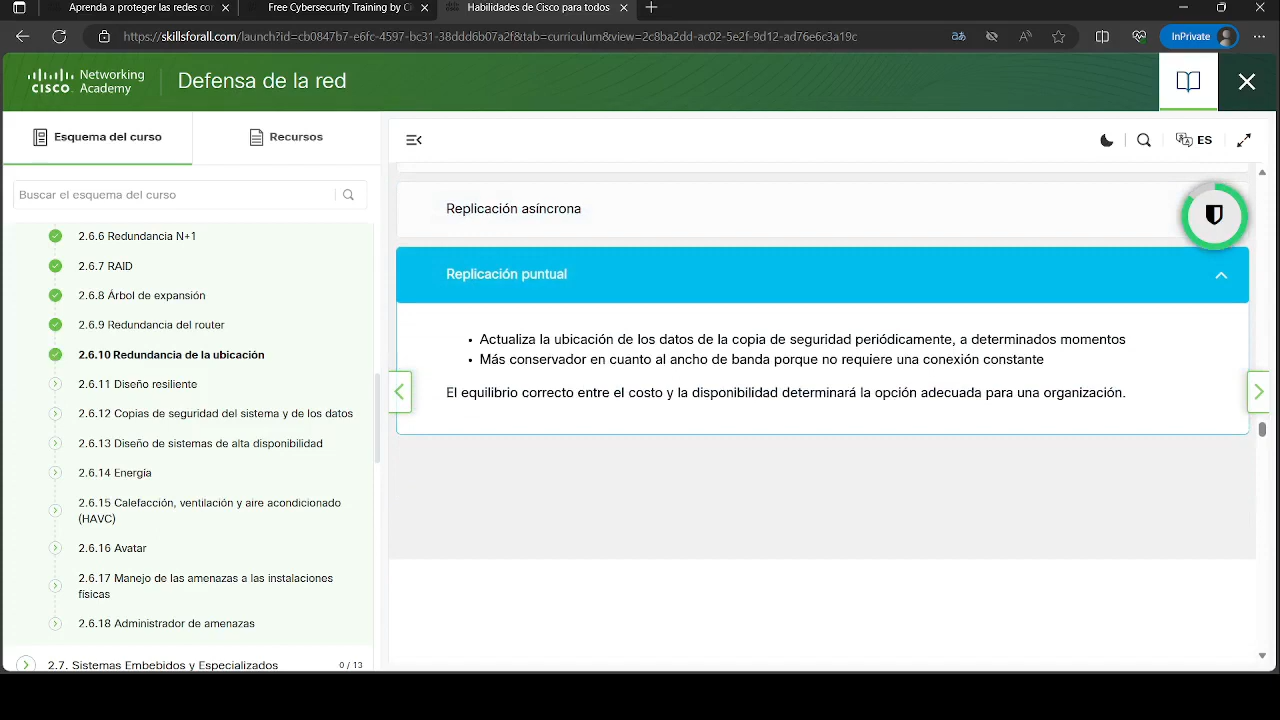 Aprenda a proteger las redes cor
Free Cybersecurity Training by Ci
Habilidades de Cisco para todos
https://skillsforall.com/launch?id=cb0847b7-e6fc-4597-bc31-38ddd6b07a2f&tab=curriculum&view=2c8ba2dd-ac02-5e2f-9d12-ad76e6c3a19c
InPrivate
CISCO
Networking
Academy
Defensa de la red
Esquema del curso
Recursos
ES
Buscar el esquema del curso
2.6.6 Redundancia N+1
2.6.7 RAID
2.6.8 Árbol de expansión
2.6.9 Redundancia del router
2.6.10 Redundancia de la ubicación
2.6.11 Diseño resiliente
2.6.12 Copias de seguridad del sistema y de los datos
2.6.13 Diseño de sistemas de alta disponibilidad
2.6.14 Energía
2.6.15 Calefacción, ventilación y aire acondicionado
(HAVC)
2.6.16 Avatar
2.6.17 Manejo de las amenazas a las instalaciones
físicas
2.6.18 Administrador de amenazas
2.7. Sistemas Embebidos y Especializados
0 / 13
Replicación asíncrona
Replicación puntual
• Actualiza la ubicación de los datos de la copia de seguridad periódicamente, a determinados momentos
• Más conservador en cuanto al ancho de banda porque no requiere una conexión constante
El equilibrio correcto entre el costo y la disponibilidad determinará la opción adecuada para una organización.